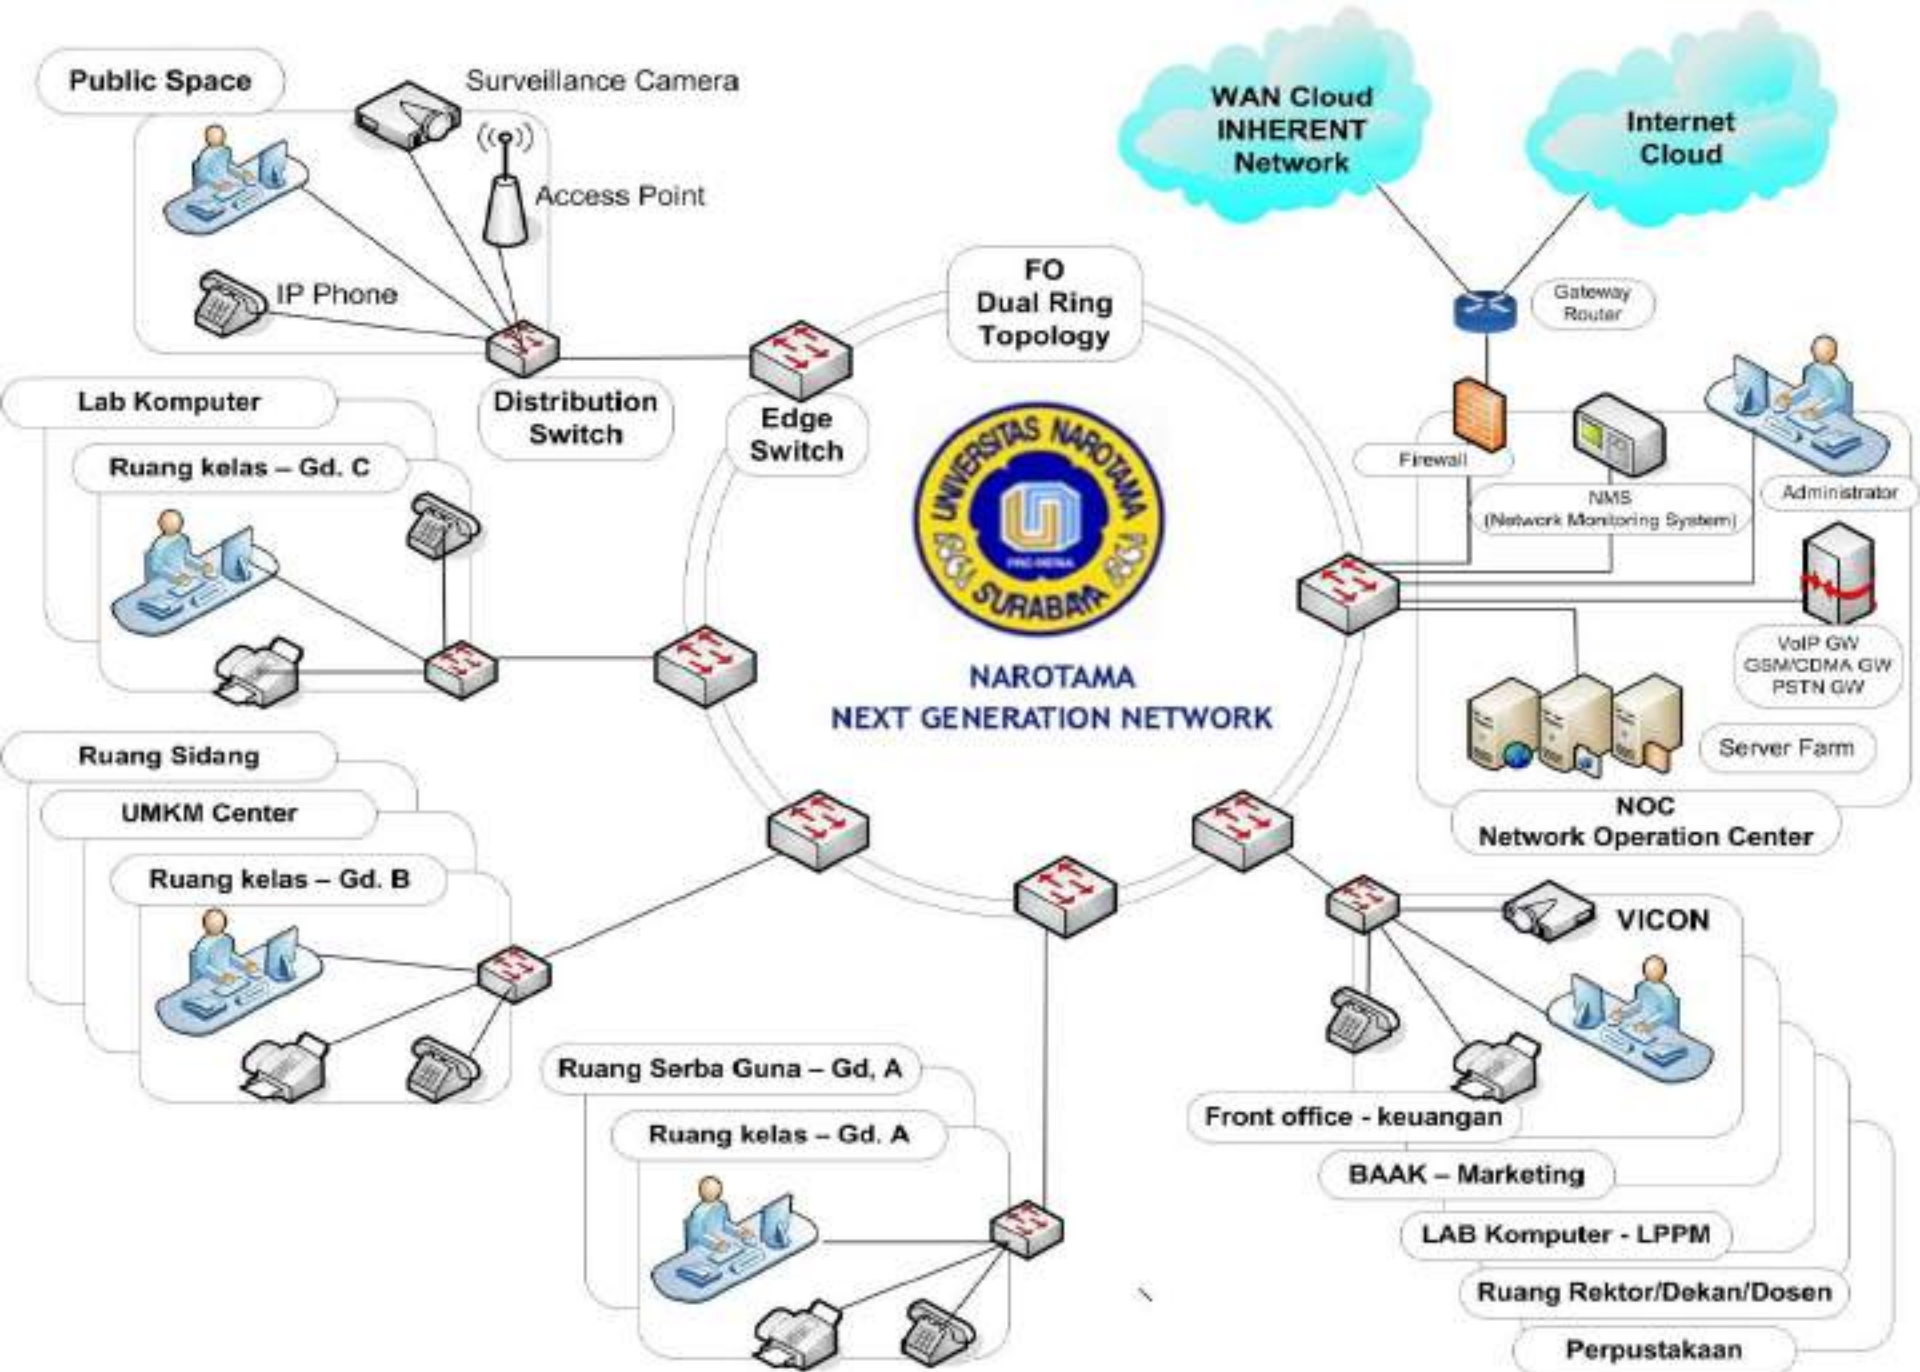 Public Space
Surveillance Camera
Access Point
IP Phone
Distribution
Switch
Edge
Switch
FO
Dual Ring
Topology
WAN Cloud
INHERENT
Network
Internet
Cloud
Gateway
Router
Firewall
NMS
(Network Monitoring System)
Administrator
VoIP GW
GSM/CDMA GW
PSTN GW
Server Farm
NOC
Network Operation Center
Lab Komputer
Ruang kelas – Gd. C
UNIVERSITAS NAROTAMA
SURABAYA
NAROTAMA
NEXT GENERATION NETWORK
Ruang Sidang
UMKM Center
Ruang kelas – Gd. B
Ruang Serba Guna – Gd, A
Ruang kelas – Gd. A
VICON
Front office - keuangan
BAAK – Marketing
LAB Komputer - LPPM
Ruang Rektor/Dekan/Dosen
Perpustakaan